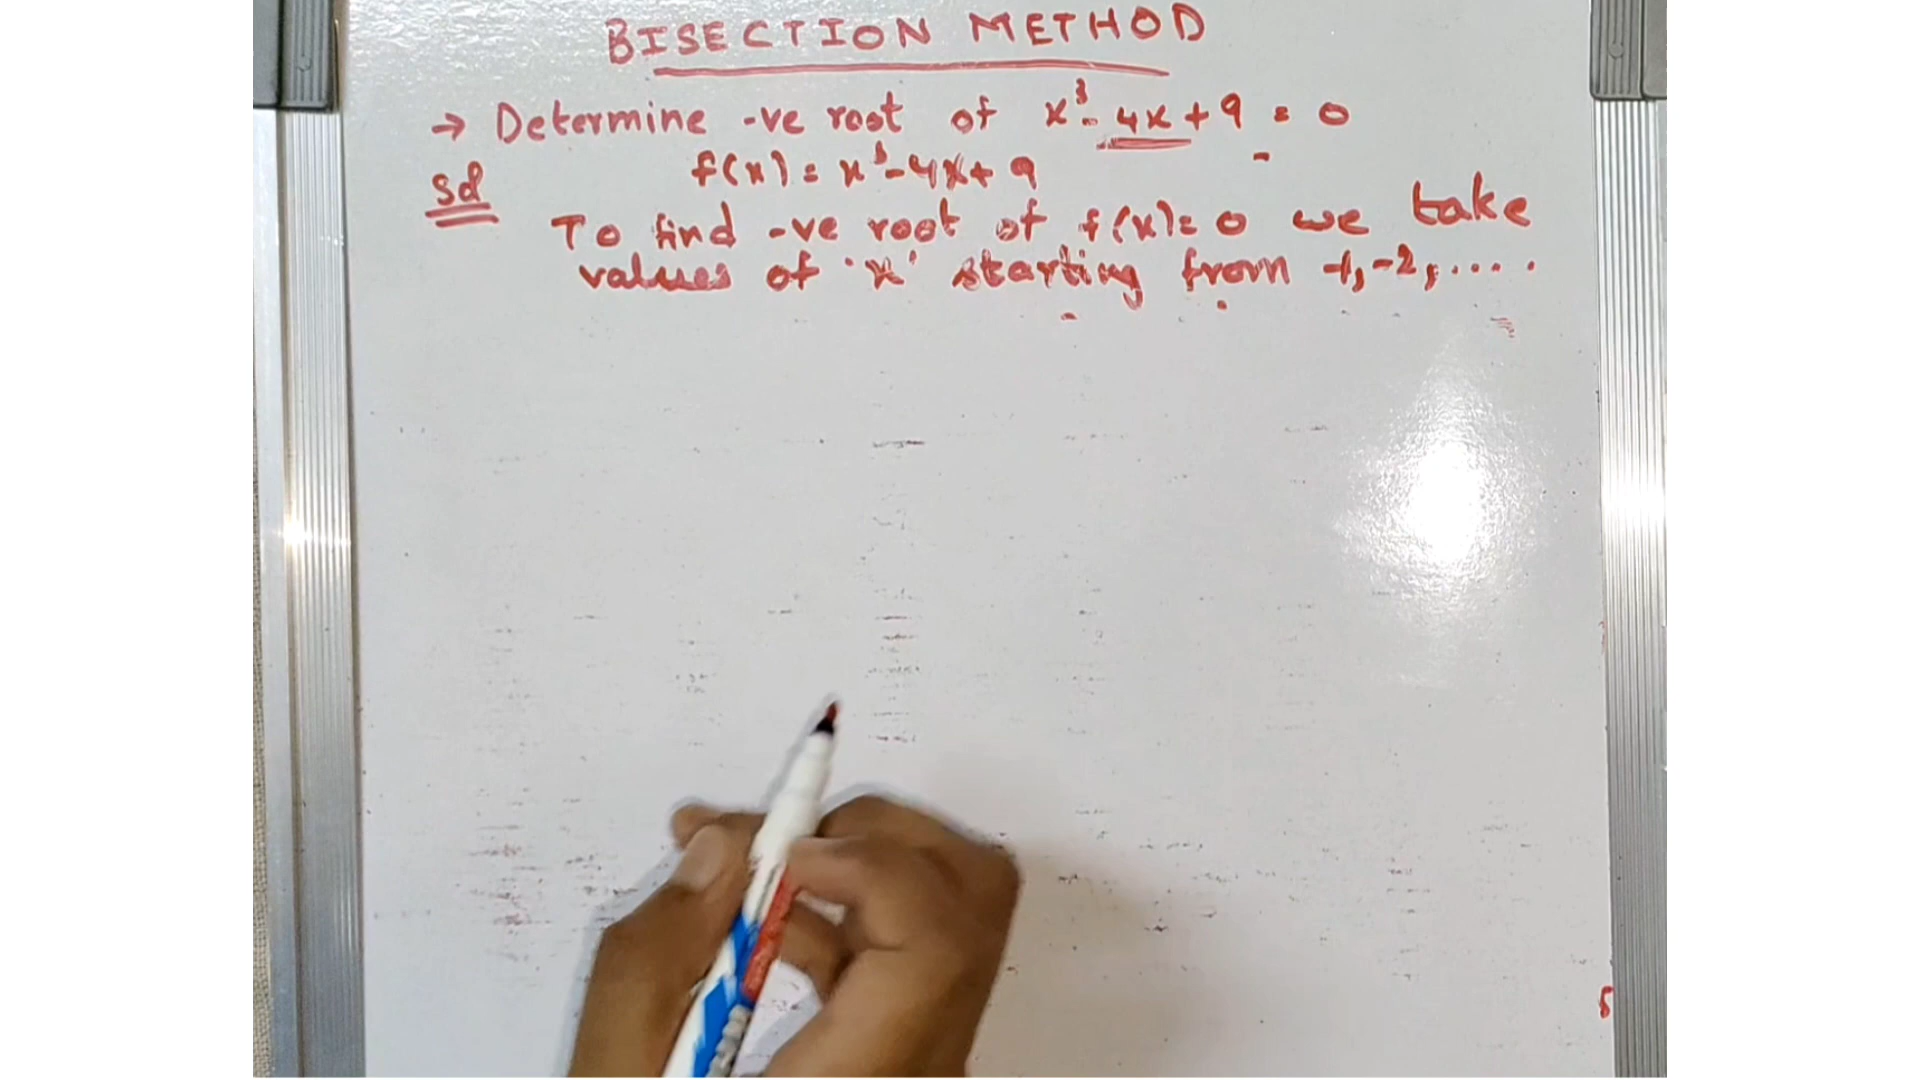 BISECTION METHOD
→ Determine -ve root of x³-4x+9=0
Sol f(x)=x³-4x+9
To find -ve root of f(x)=0 we take
values of 'x' starting from -1,-2,....
5